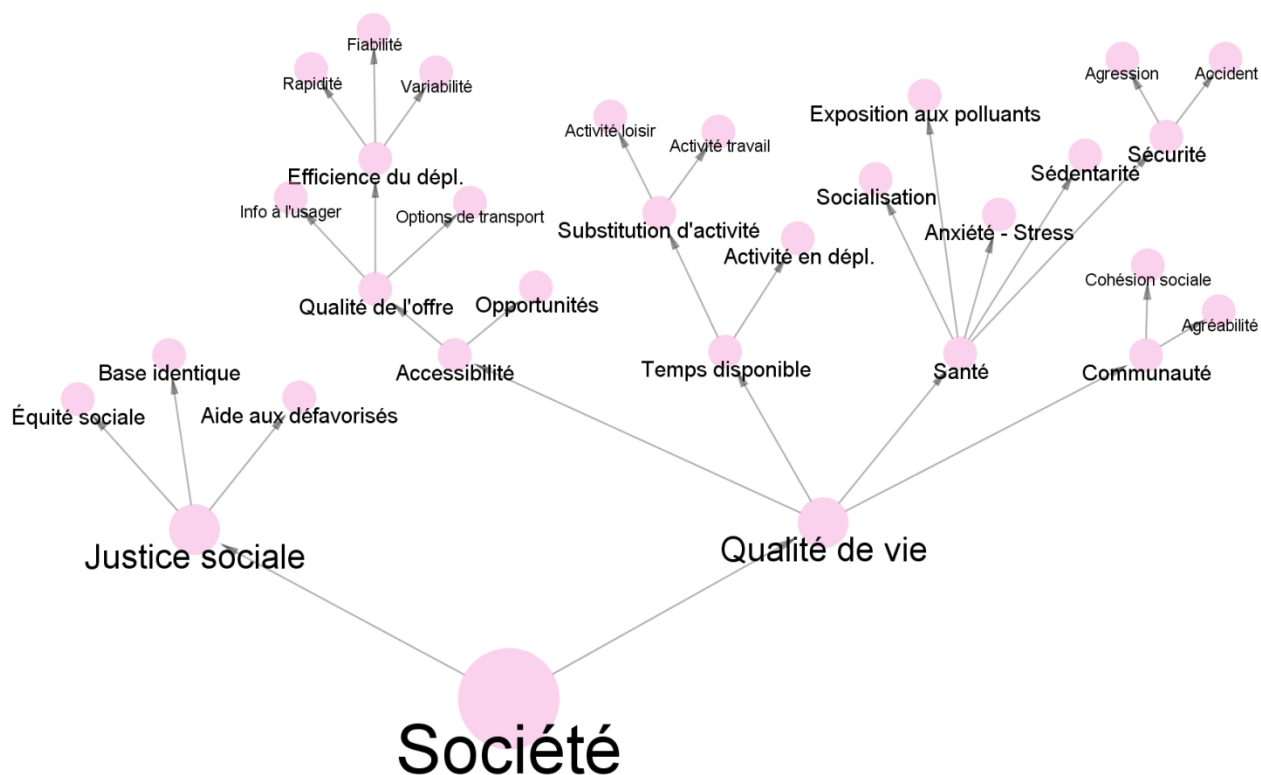 Fiabilité
Rapidité
Variabilité
Agression
Accident
Exposition aux polluants
Activité loisir
Activité travail
Sécurité
Efficience du dépl.
Sédentarité
Socialisation
Info à l'usager
Options de transport
Substitution d'activité
Anxiété - Stress
Activité en dépl.
Cohésion sociale
Qualité de l'offre
Opportunités
Agréabilité
Base identique
Accessibilité
Temps disponible
Santé
Communauté
Équité sociale
Aide aux défavorisés
Justice sociale
Qualité de vie
Société